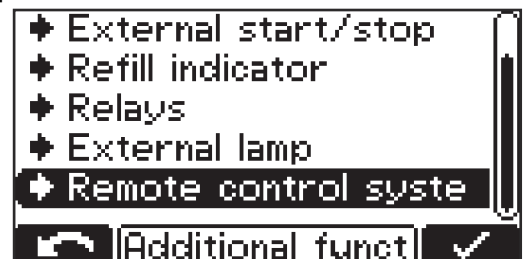 External start/stop
Refill indicator
Relays
External lamp
Remote control syste
Additional funct